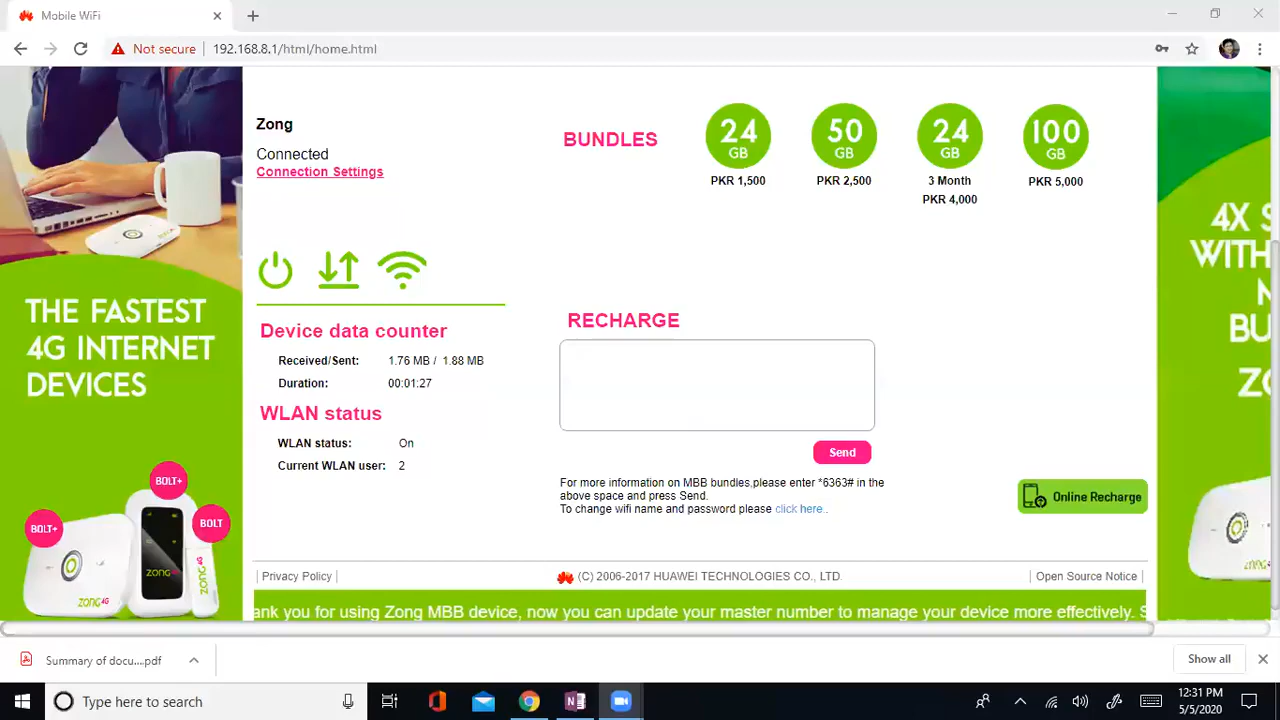 Mobile WiFi
Not secure
192.168.8.1/html/home.html
THE FASTEST
4G INTERNET
DEVICES
BOLT+
BOLT+
BOLT
ZONG4G
ZONG4G
ZONG4G
Zong
Connected
Connection Settings
BUNDLES
24
GB
PKR 1,500
50
GB
PKR 2,500
24
GB
3 Month
PKR 4,000
100
GB
PKR 5,000
Device data counter
Received/Sent: 1.76 MB / 1.88 MB
Duration: 00:01:27
WLAN status
WLAN status: On
Current WLAN user: 2
RECHARGE
Send
For more information on MBB bundles,please enter *6363# in the
above space and press Send.
To change wifi name and password please click here..
Online Recharge
4X S
WITH
N
BU
ZO
| Privacy Policy |
(C) 2006-2017 HUAWEI TECHNOLOGIES CO., LTD.
| Open Source Notice |
ank you for using Zong MBB device, now you can update your master number to manage your device more effectively. S
Summary of docu....pdf
Show all
Type here to search
12:31 PM
5/5/2020